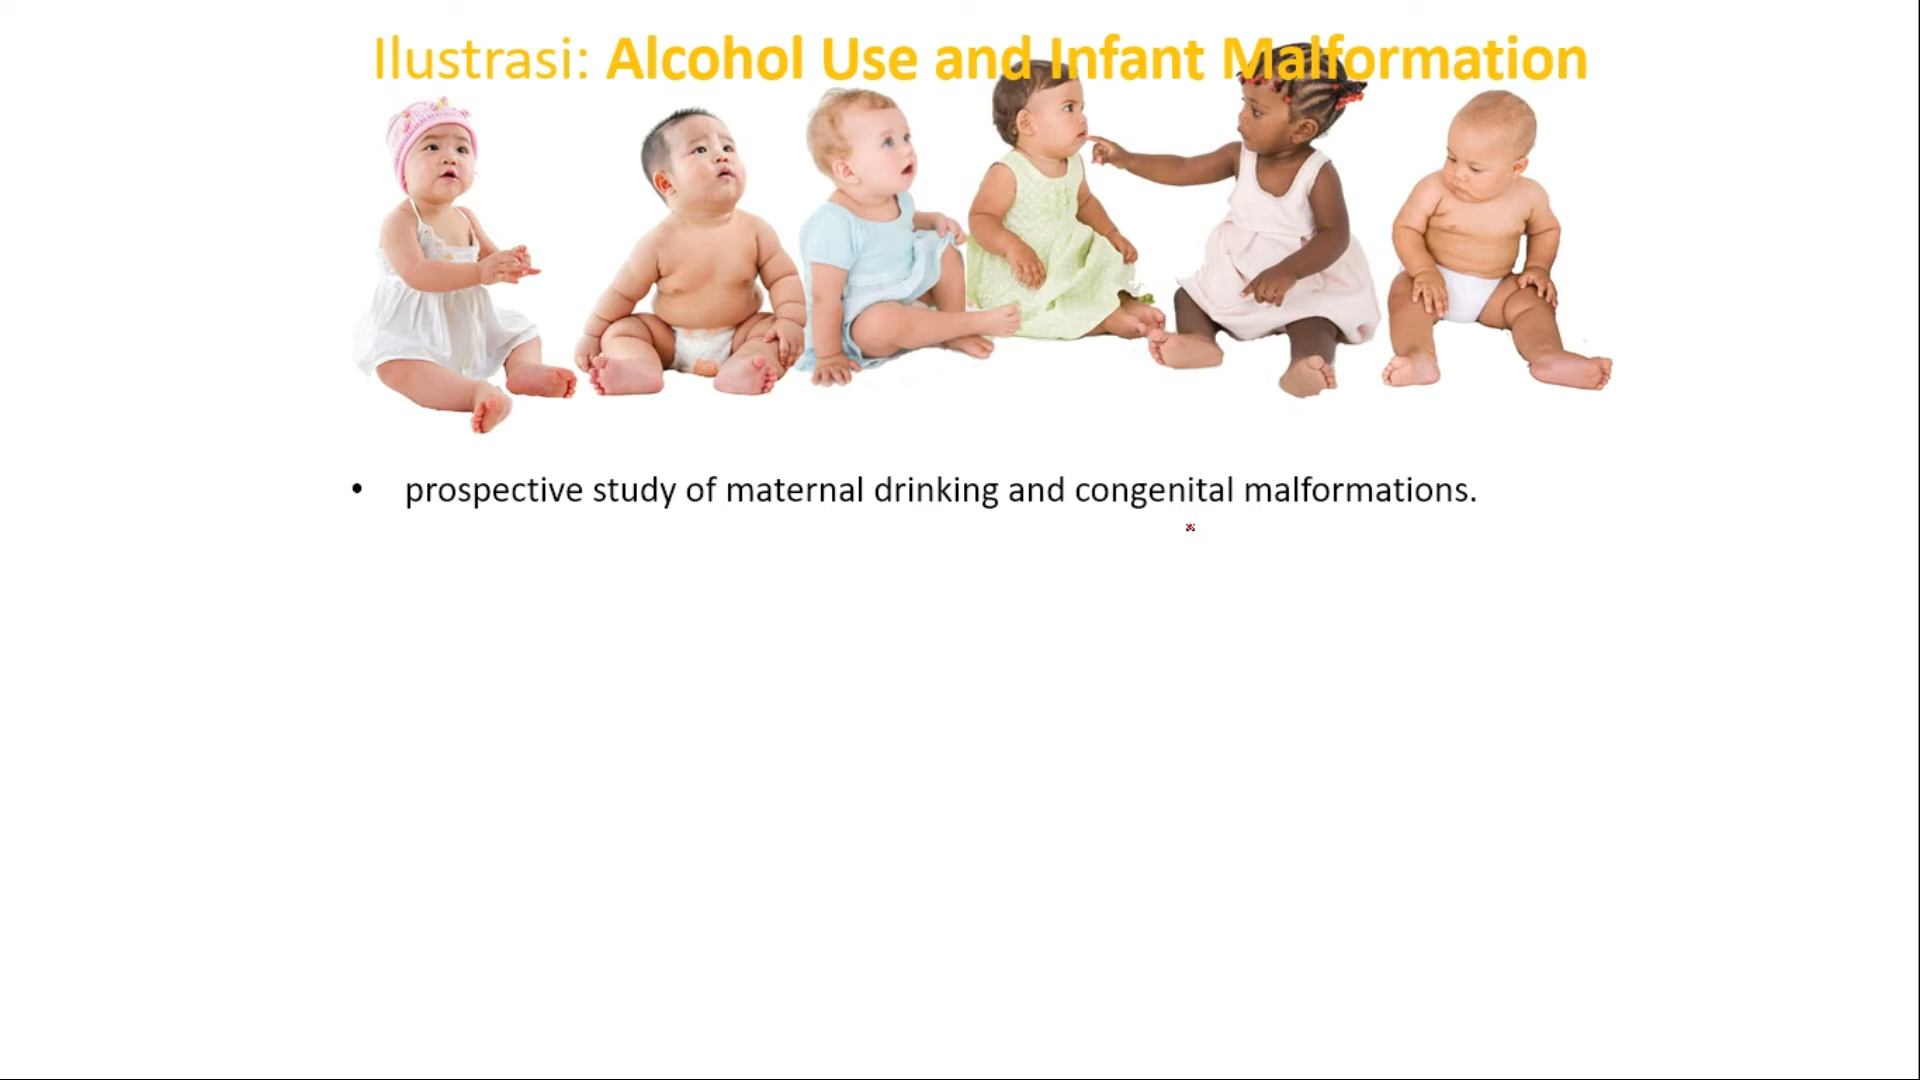 Ilustrasi: Alcohol Use and Infant Malformation
• prospective study of maternal drinking and congenital malformations.